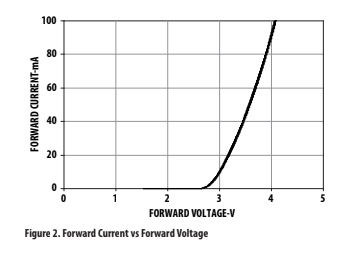 FORWARD CURRENT-mA
100
80
60
40
20
0
0 1 2 3 4 5
FORWARD VOLTAGE-V
Figure 2. Forward Current vs Forward Voltage